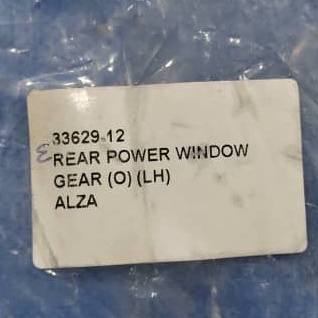 33629-12
REAR POWER WINDOW
GEAR (O) (LH)
ALZA